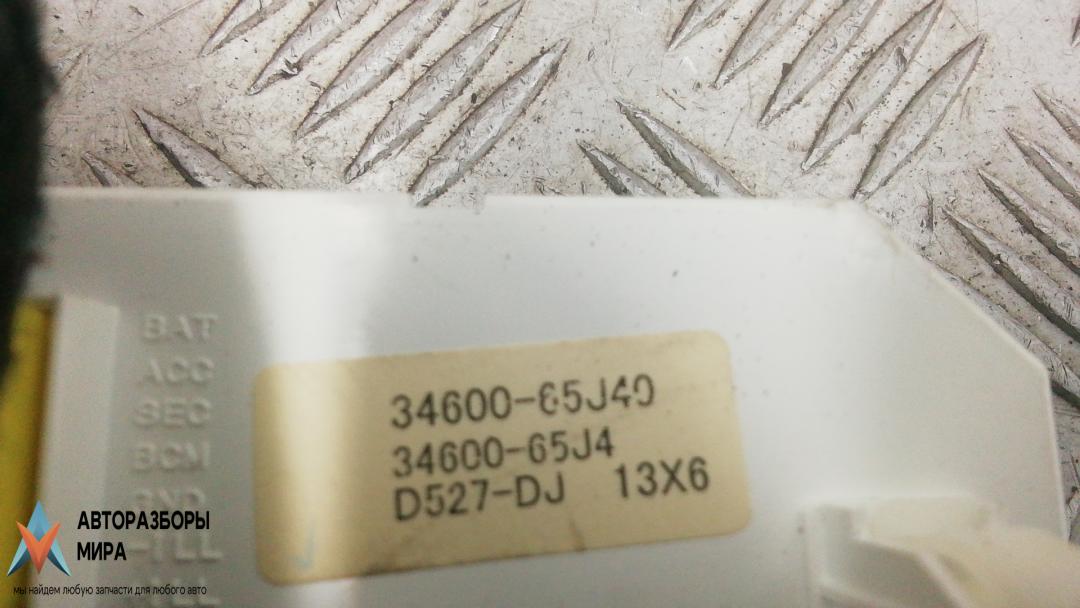 BAT
ACC
SEC
BCM
GND
34600-65J40
34600-65J4
D527-DJ 13X6
АВТОРАЗБОРЫ
МИРА
мы найдем любую запчасти для любого авто